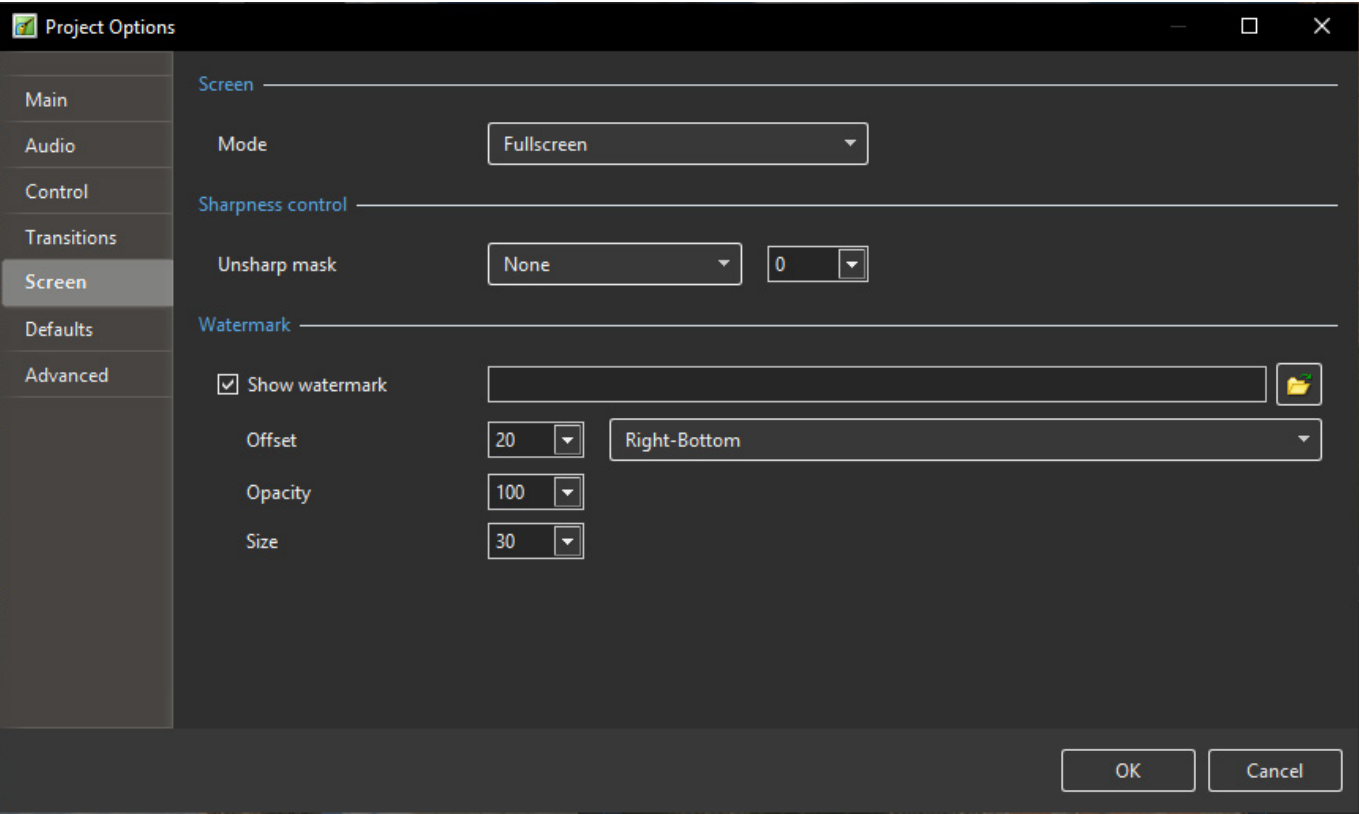 Project Options
Main
Audio
Control
Transitions
Screen
Defaults
Advanced
Screen
Mode Fullscreen
Sharpness control
Unsharp mask None 0
Watermark
Show watermark
Offset 20 Right-Bottom
Opacity 100
Size 30
OK Cancel